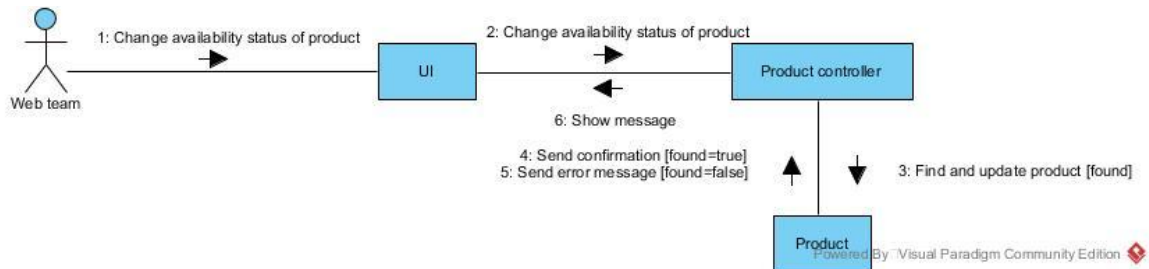 1: Change availability status of product
2: Change availability status of product
UI
Product controller
Web team
6: Show message
4: Send confirmation [found=true]
5: Send error message [found=false]
3: Find and update product [found]
Product
Powered By Visual Paradigm Community Edition